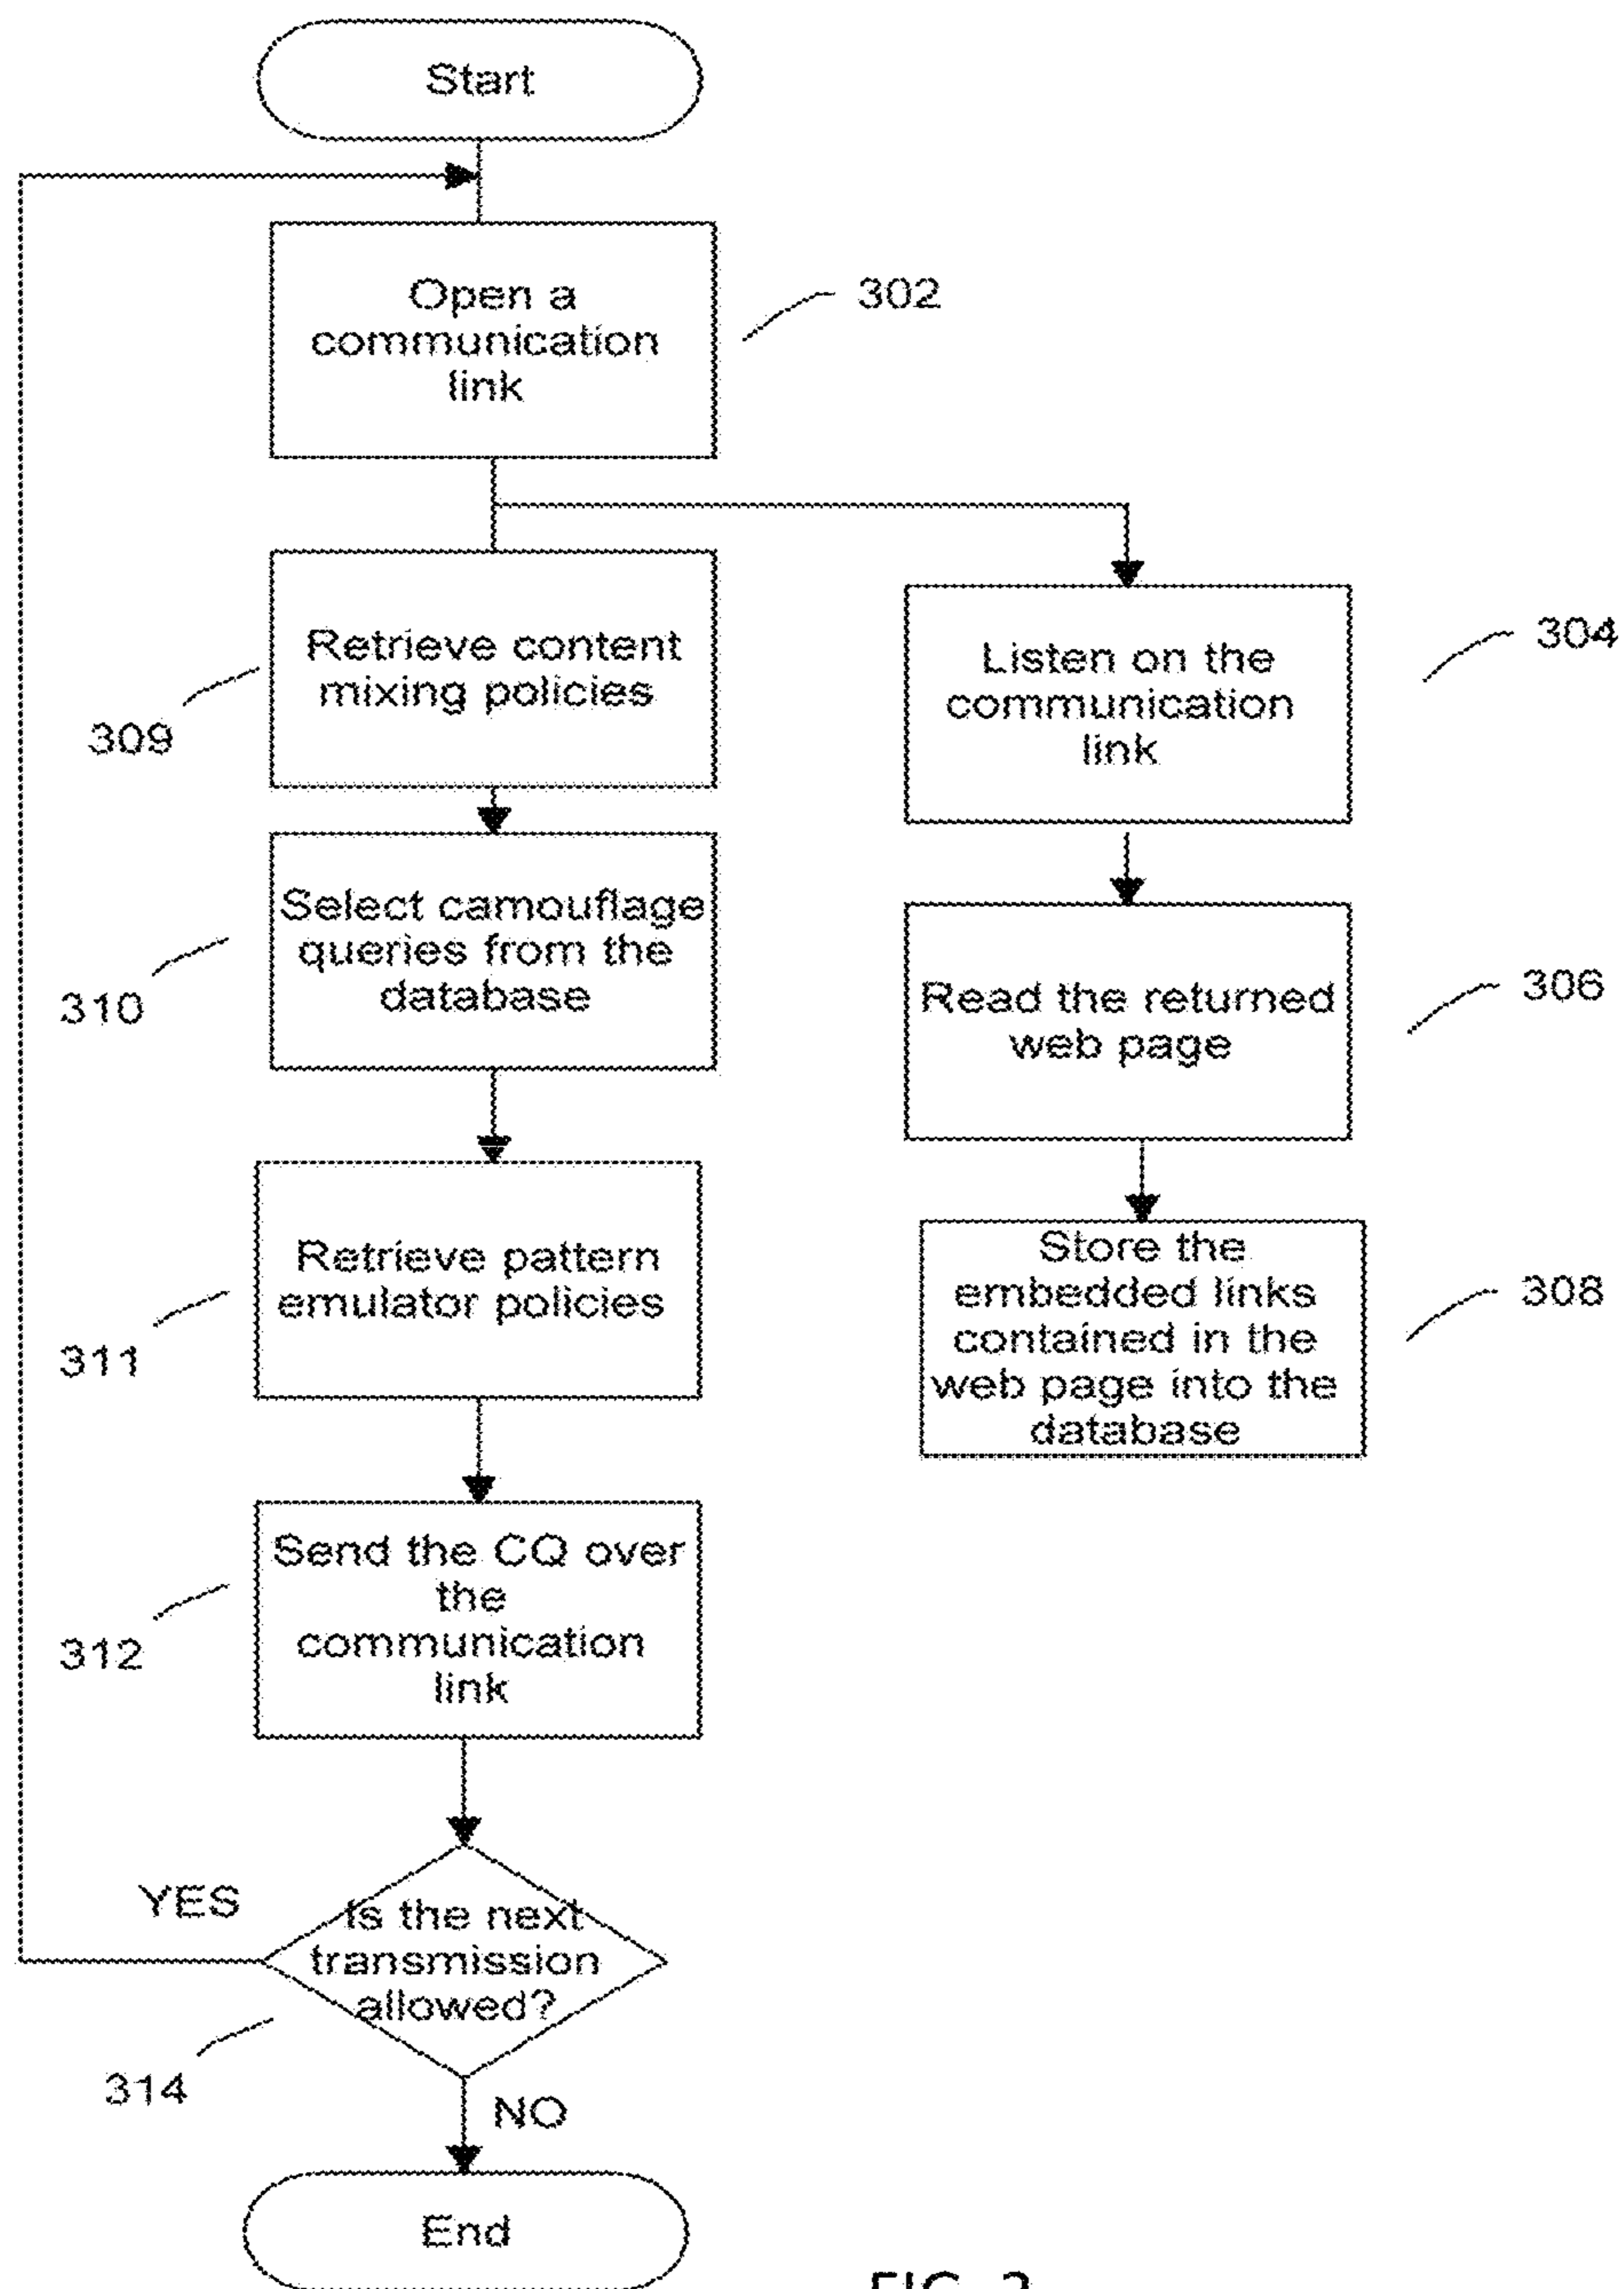 Start
Open a
communication
link
302
Retrieve content
mixing policies
309
Listen on the
communication
link
304
Select camouflage
queries from the
database
310
Read the returned
web page
306
Retrieve pattern
emulator policies
311
Store the
embedded links
contained in the
web page into the
database
308
Send the CQ over
the
communication
link
312
YES
Is the next
transmission
allowed?
314
NO
End